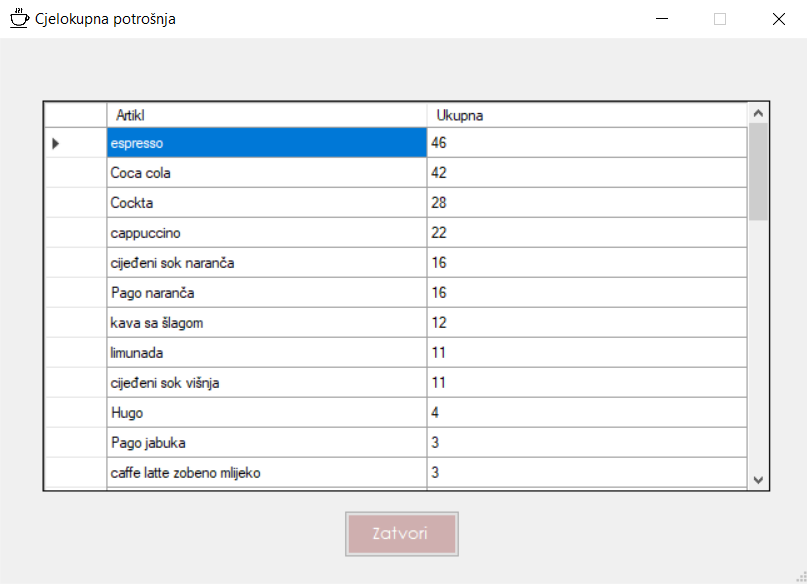 Cjelokupna potrošnja
Artikl Ukupna
espresso 46
Coca cola 42
Cockta 28
cappuccino 22
cijeđeni sok naranča 16
Pago naranča 16
kava sa šlagom 12
limunada 11
cijeđeni sok višnja 11
Hugo 4
Pago jabuka 3
caffe latte zobeno mlijeko 3
Zatvori